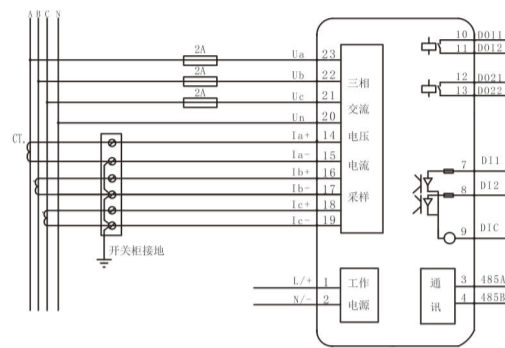 A B C N
2A Ua 23
2A Ub 22
2A Uc 21
Un 20
CT. Ia+ 14
Ia- 15
Ib+ 16
Ib- 17
Ic+ 18
Ic- 19
三相
交流
电压
电流
采样
开关柜接地
10 DO11
11 DO12
12 DO21
13 DO22
7 DI1
8 DI2
9 DIC
L/+ 1
N/- 2
工作
电源
通
讯
3 485A
4 485B